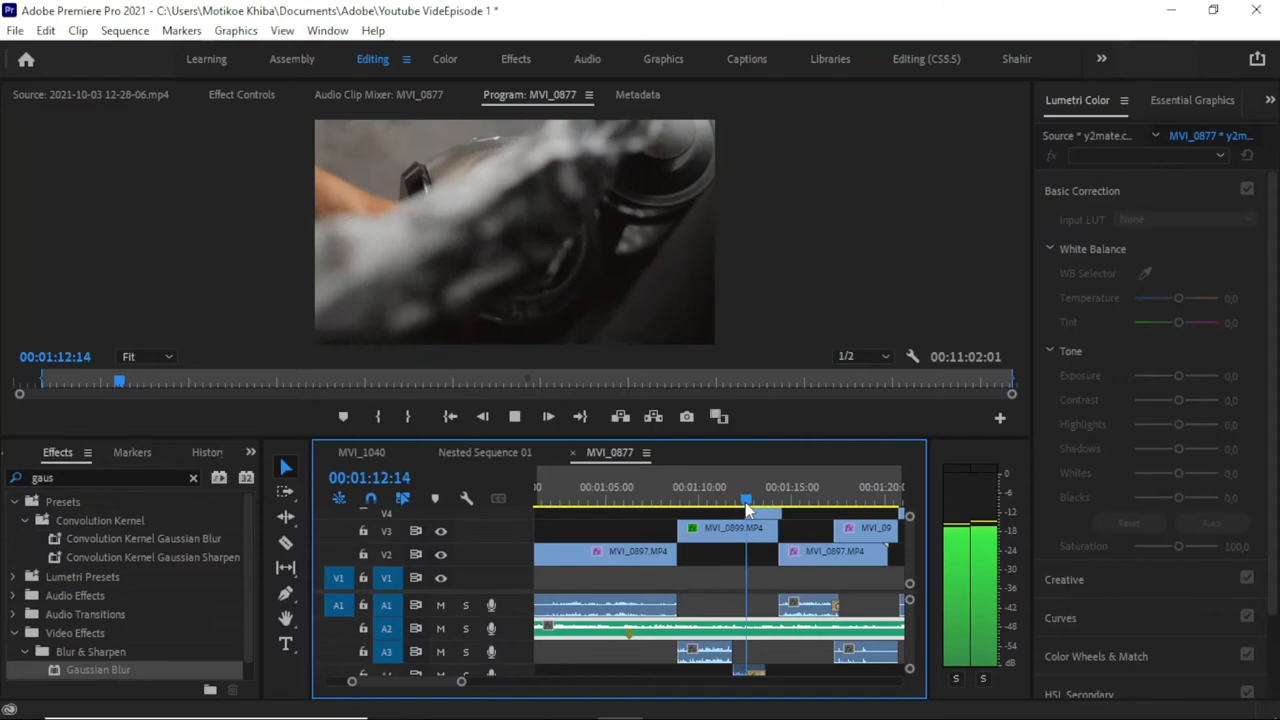 Pr Adobe Premiere Pro 2021 - C:\Users\Motikoe Khiba\Documents\Adobe\Youtube VidEpisode 1 *
File Edit Clip Sequence Markers Graphics View Window Help
Learning Assembly Editing Color Effects Audio Graphics Captions Libraries Editing (CS5.5) Shahir
Source: 2021-10-03 12-28-06.mp4 Effect Controls Audio Clip Mixer: MVI_0877 Program: MVI_0877 Metadata
Lumetri Color Essential Graphics
Source * y2mate.c... MVI_0877 * y2m...
fx
Basic Correction
Input LUT None
White Balance
WB Selector
Temperature 0,0
Tint 0,0
Tone
Exposure 0,0
Contrast 0,0
Highlights 0,0
Shadows 0,0
Whites 0,0
Blacks 0,0
Reset Auto
Saturation 100,0
Creative
Curves
Color Wheels & Match
HSL Secondary
00:01:12:14 Fit 1/2 00:11:02:01
Effects Markers Histor
gaus
Presets
Convolution Kernel
Convolution Kernel Gaussian Blur
Convolution Kernel Gaussian Sharpen
Lumetri Presets
Audio Effects
Audio Transitions
Video Effects
Blur & Sharpen
Gaussian Blur
MVI_1040 Nested Sequence 01 × MVI_0877
00:01:12:14
00:01:05:00 00:01:10:00 00:01:15:00 00:01:20:0
V4
V3 fx MVI_0899.MP4 fx MVI_09
V2 fx MVI_0897.MP4 fx MVI_0897.MP4
V1 V1
A1 A1 M S
A2 M S
A3 M S
0
-6
-12
-18
-24
-30
-36
-42
-48
-54
dB
S S